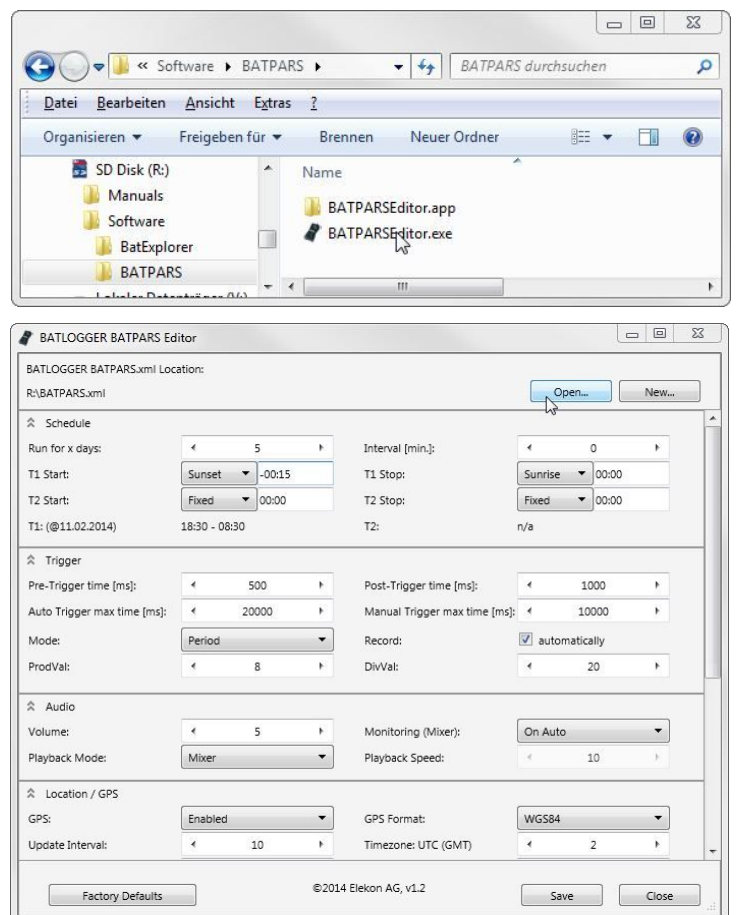 « Software ▸ BATPARS ▸ BATPARS durchsuchen
Datei Bearbeiten Ansicht Extras ?
Organisieren Freigeben für Brennen Neuer Ordner
SD Disk (R:)
Manuals
Software
BatExplorer
BATPARS
Name
BATPARSEditor.app
BATPARSEditor.exe
BATLOGGER BATPARS Editor
BATLOGGER BATPARS.xml Location:
R:\BATPARS.xml Open... New...
Schedule
Run for x days: 5 Interval [min.]: 0
T1 Start: Sunset -00:15 T1 Stop: Sunrise 00:00
T2 Start: Fixed 00:00 T2 Stop: Fixed 00:00
T1: (@11.02.2014) 18:30 - 08:30 T2: n/a
Trigger
Pre-Trigger time [ms]: 500 Post-Trigger time [ms]: 1000
Auto Trigger max time [ms]: 20000 Manual Trigger max time [ms]: 10000
Mode: Period Record: automatically
ProdVal: 8 DivVal: 20
Audio
Volume: 5 Monitoring (Mixer): On Auto
Playback Mode: Mixer Playback Speed: 10
Location / GPS
GPS: Enabled GPS Format: WGS84
Update Interval: 10 Timezone: UTC (GMT) 2
Factory Defaults ©2014 Elekon AG, v1.2 Save Close